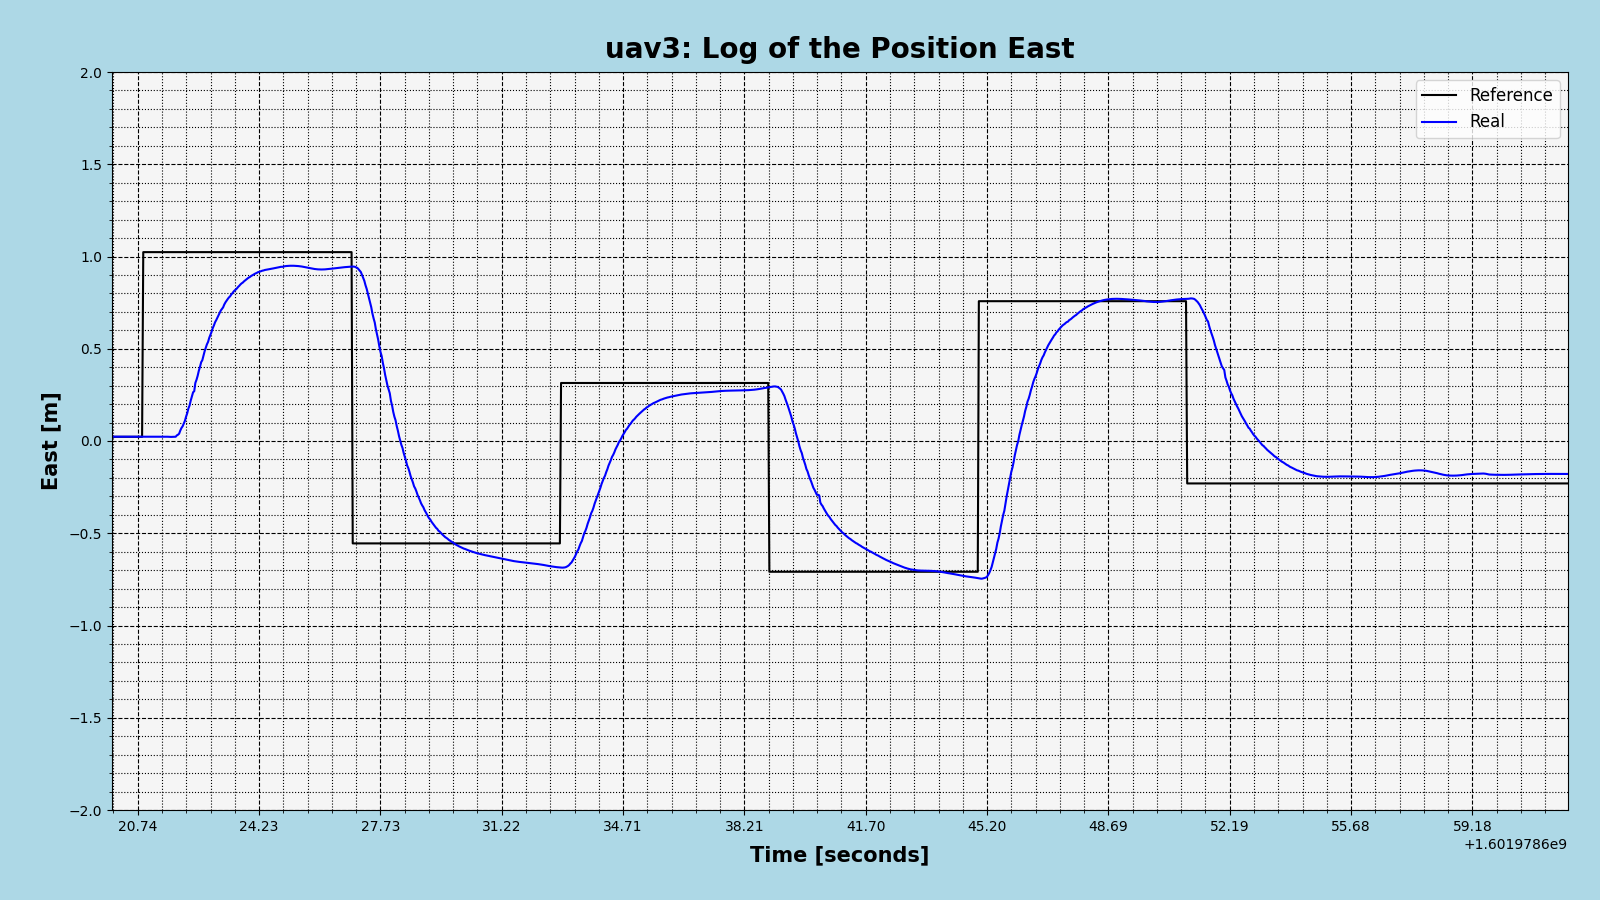 uav3: Log of the Position East
Reference
Real
2.0
1.5
1.0
0.5
0.0
−0.5
−1.0
−1.5
−2.0
East [m]
20.74 24.23 27.73 31.22 34.71 38.21 41.70 45.20 48.69 52.19 55.68 59.18
+1.6019786e9
Time [seconds]